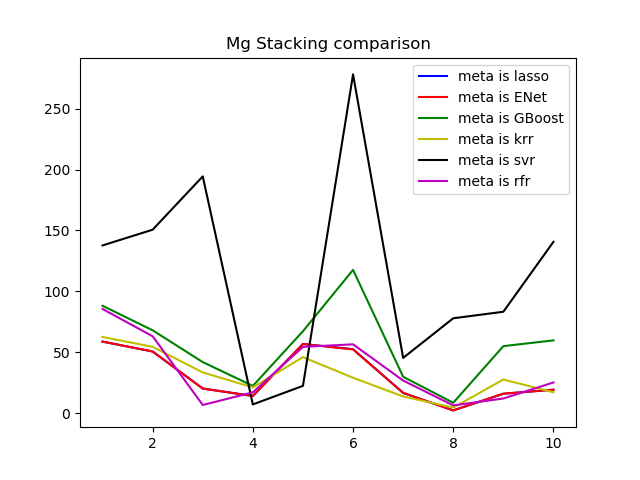 Mg Stacking comparison
meta is lasso
meta is ENet
meta is GBoost
meta is krr
meta is svr
meta is rfr
250
200
150
100
50
0
2 4 6 8 10